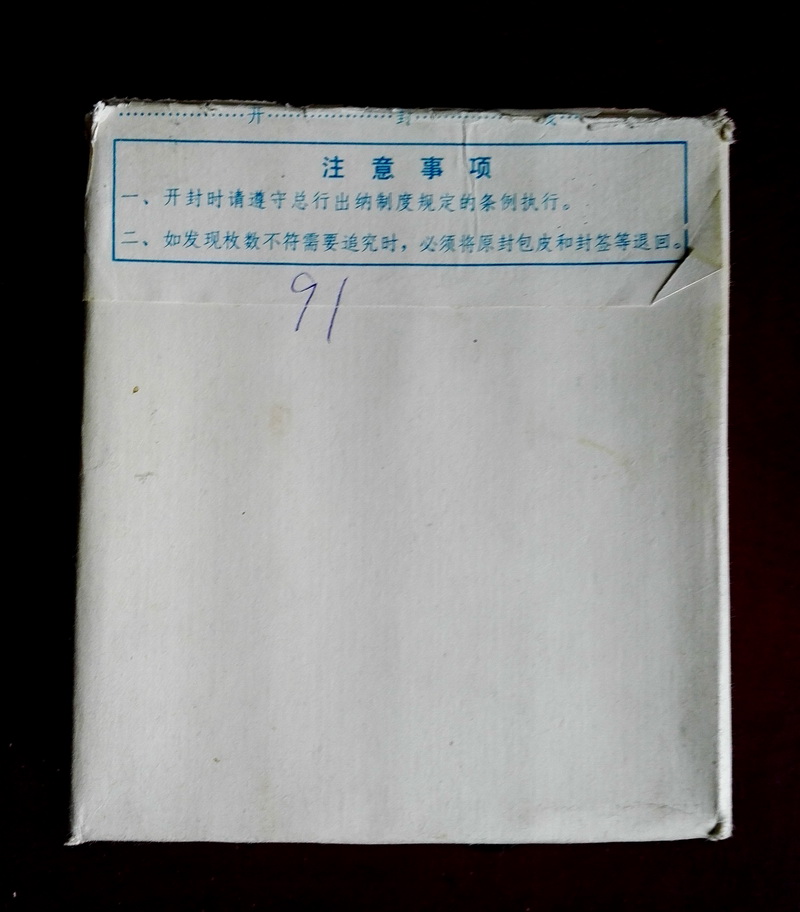 开封
注意事项
一、开封时请遵守总行出纳制度规定的条例执行。
二、如发现枚数不符需要追究时，必须将原封包皮和封签等退回。
91